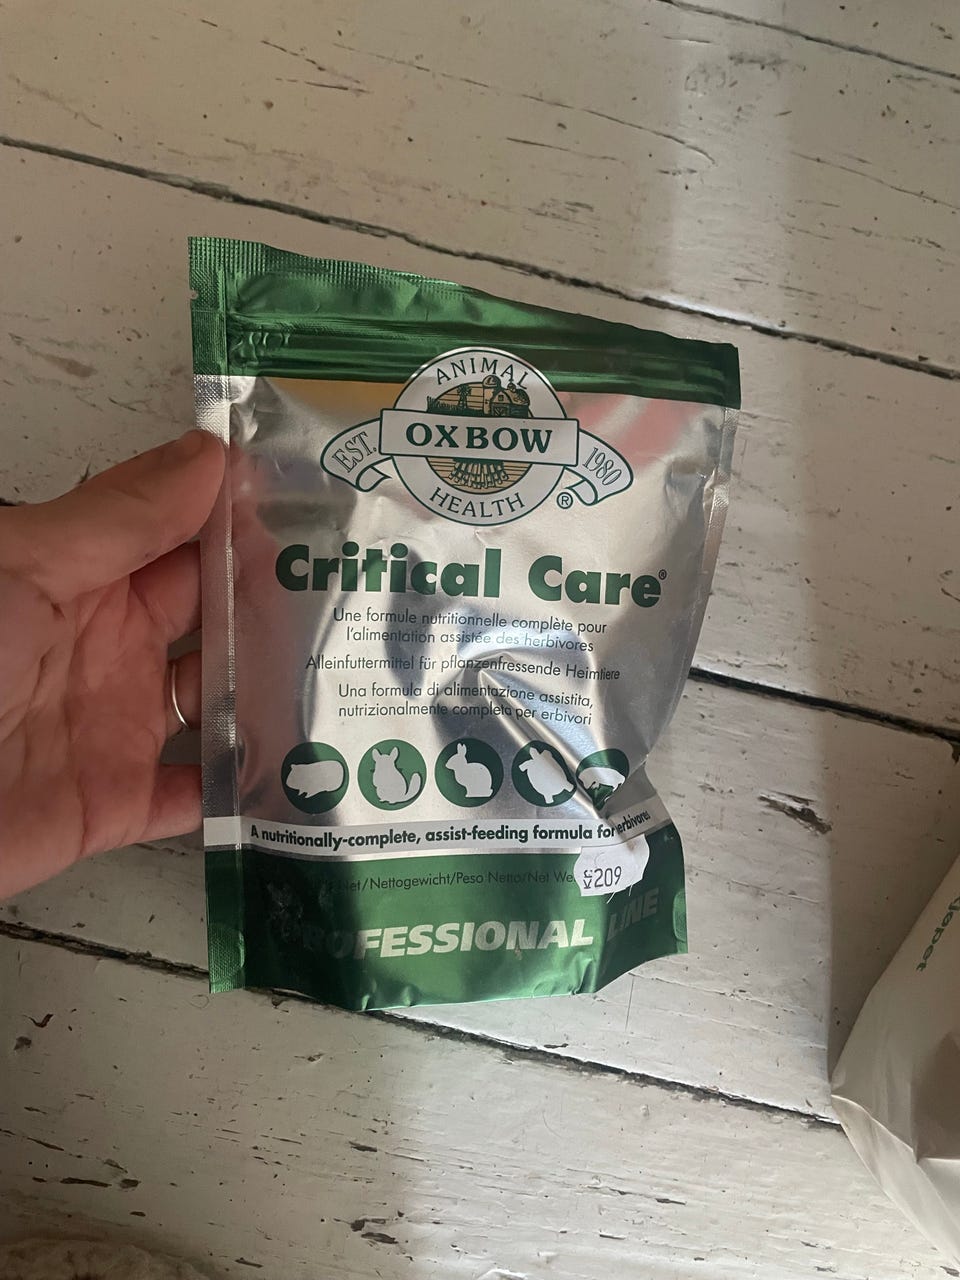 ANIMAL
EST. OXBOW 1980
HEALTH ®
Critical Care®
Une formule nutritionnelle complète pour
l'alimentation assistée des herbivores
Alleinfuttermittel für pflanzenfressende Heimtiere
Una formula di alimentazione assistita,
nutrizionalmente completa per erbivori
A nutritionally-complete, assist-feeding formula for herbivores
Net/Nettogewicht/Peso Netto/Net We
209
PROFESSIONAL LINE